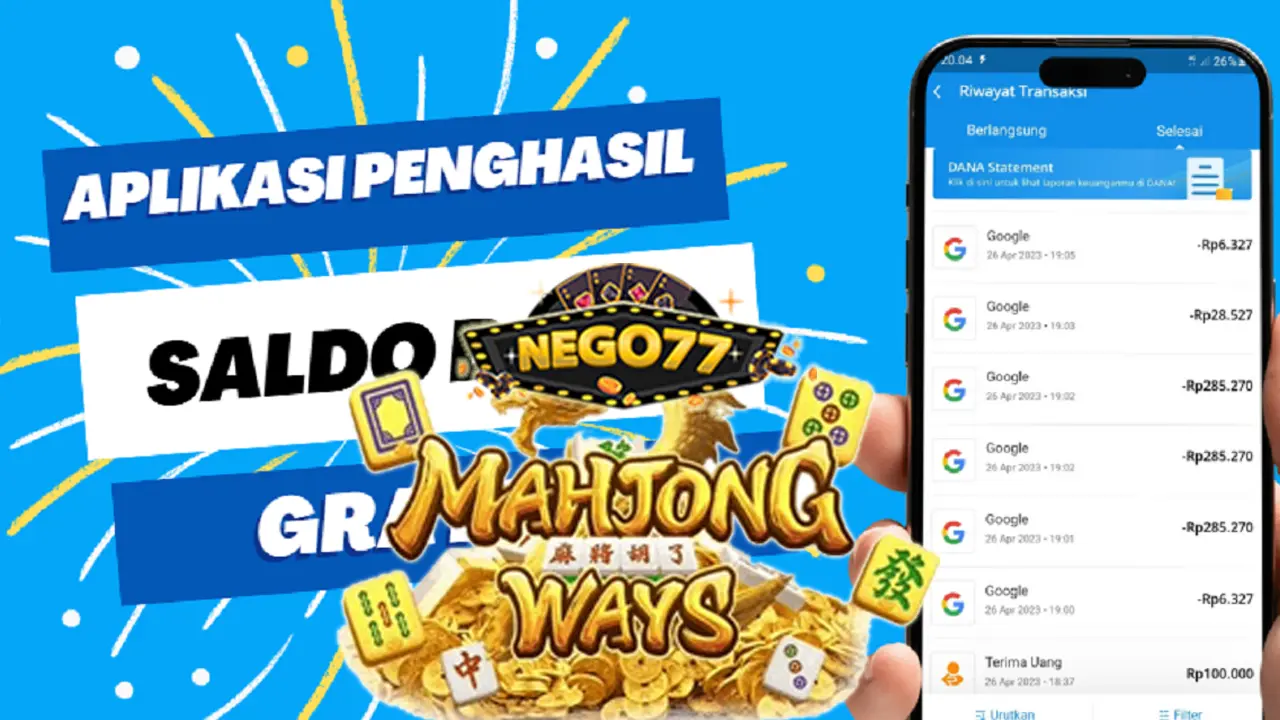 APLIKASI PENGHASIL
SALDO
NEGO77
MAHJONG
麻將胡了
WAYS
中
發
20.04
26%
Riwayat Transaksi
Berlangsung
Selesai
DANA Statement
Klik di sini untuk lihat laporan keuanganmu di DANA!
Google
-Rp6.327
26 Apr 2023 • 19:05
Google
-Rp28.527
26 Apr 2023 • 19:03
Google
-Rp285.270
26 Apr 2023 • 19:02
Google
-Rp285.270
26 Apr 2023 • 19:02
Google
-Rp285.270
26 Apr 2023 • 19:01
Google
-Rp6.327
26 Apr 2023 • 19:00
Terima Uang
Rp100.000
26 Apr 2023 • 18:37
Urutkan
Filter